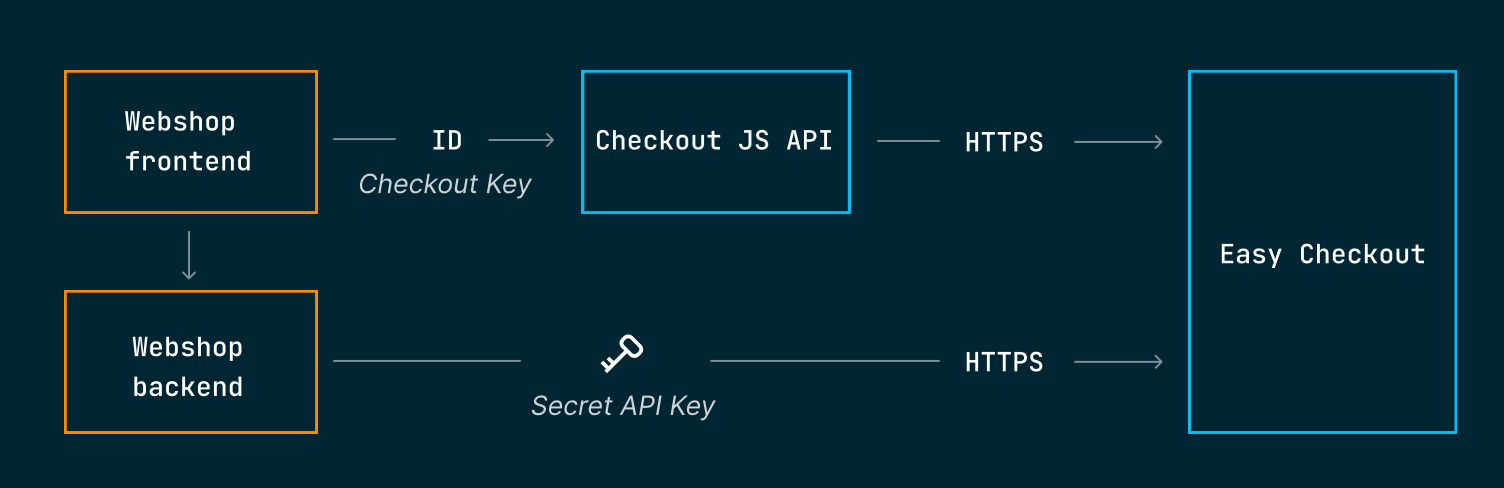 Webshop
frontend
ID
Checkout Key
Checkout JS API
HTTPS
Easy Checkout
Webshop
backend
Secret API Key
HTTPS